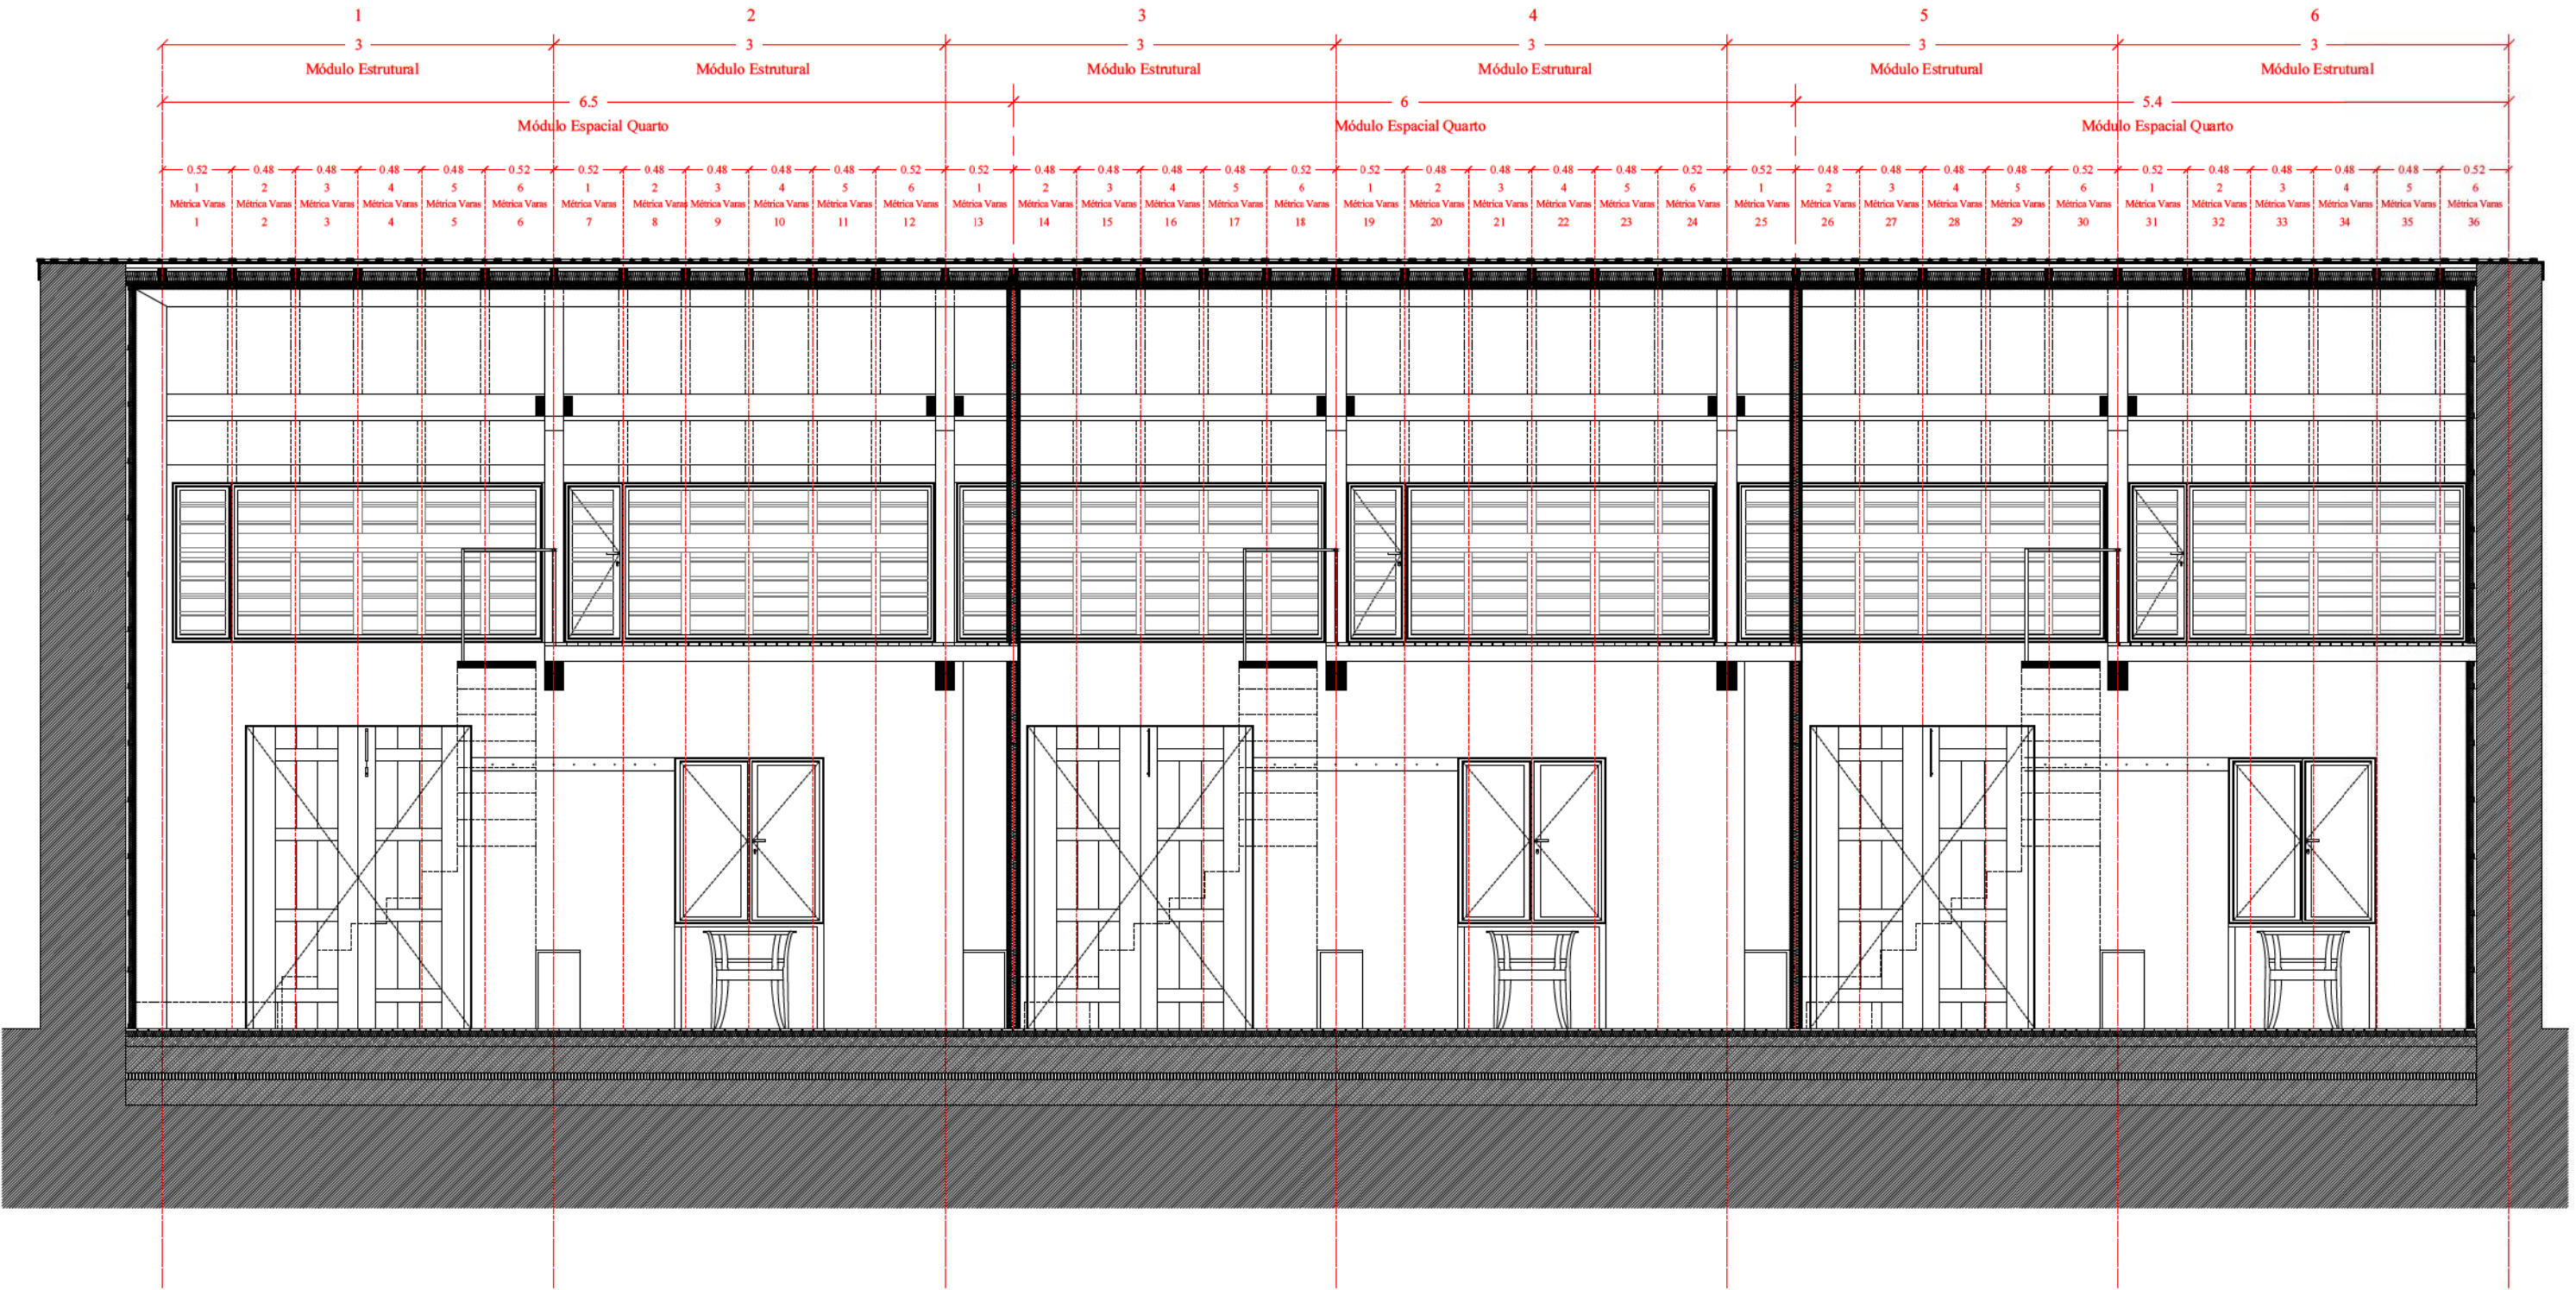 1 2 3 4 5 6
3 3 3 3 3 3
Módulo Estrutural Módulo Estrutural Módulo Estrutural Módulo Estrutural Módulo Estrutural Módulo Estrutural
6.5 6 5.4
Módulo Espacial Quarto Módulo Espacial Quarto Módulo Espacial Quarto
0.52 0.48 0.48 0.48 0.48 0.52 0.52 0.48 0.48 0.48 0.48 0.52 0.52 0.48 0.48 0.48 0.48 0.52 0.52 0.48 0.48 0.48 0.48 0.52 0.52 0.48 0.48 0.48 0.48 0.52 0.52 0.48 0.48 0.48 0.48 0.52
1 2 3 4 5 6 1 2 3 4 5 6 1 2 3 4 5 6 1 2 3 4 5 6 1 2 3 4 5 6 1 2 3 4 5 6
Métrica Varas Métrica Varas Métrica Varas Métrica Varas Métrica Varas Métrica Varas Métrica Varas Métrica Varas Métrica Varas Métrica Varas Métrica Varas Métrica Varas Métrica Varas Métrica Varas Métrica Varas Métrica Varas Métrica Varas Métrica Varas Métrica Varas Métrica Varas Métrica Varas Métrica Varas Métrica Varas Métrica Varas Métrica Varas Métrica Varas Métrica Varas Métrica Varas Métrica Varas Métrica Varas Métrica Varas Métrica Varas Métrica Varas Métrica Varas Métrica Varas Métrica Varas
1 2 3 4 5 6 7 8 9 10 11 12 13 14 15 16 17 18 19 20 21 22 23 24 25 26 27 28 29 30 31 32 33 34 35 36